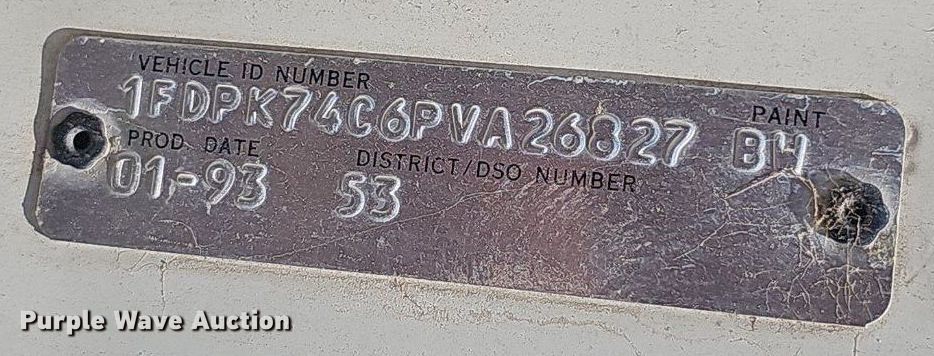 VEHICLE ID NUMBER
1FDPK74C6PVA26827
PAINT
B4
PROD DATE
01-93
DISTRICT/DSO NUMBER
53
Purple Wave Auction